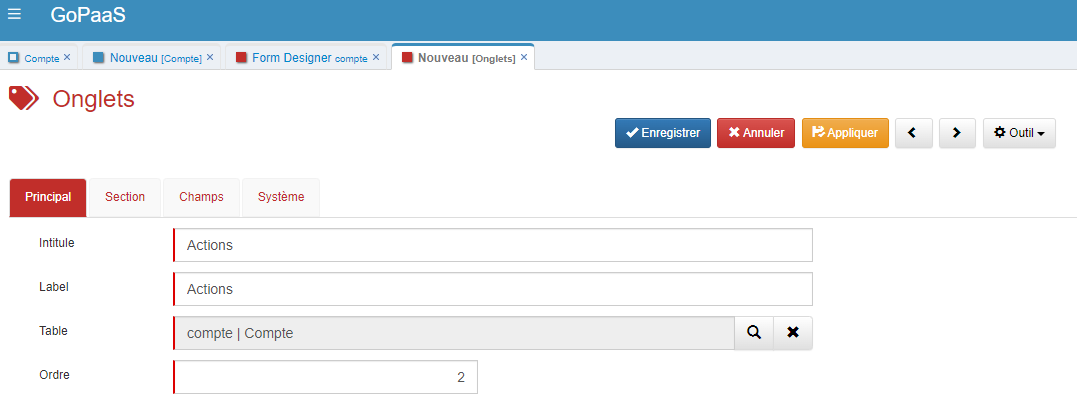 GoPaaS
Compte × Nouveau [Compte] × Form Designer compte × Nouveau [Onglets] ×
Onglets
Enregistrer Annuler Appliquer Outil
Principal Section Champs Système
Intitule Actions
Label Actions
Table compte | Compte
Ordre 2